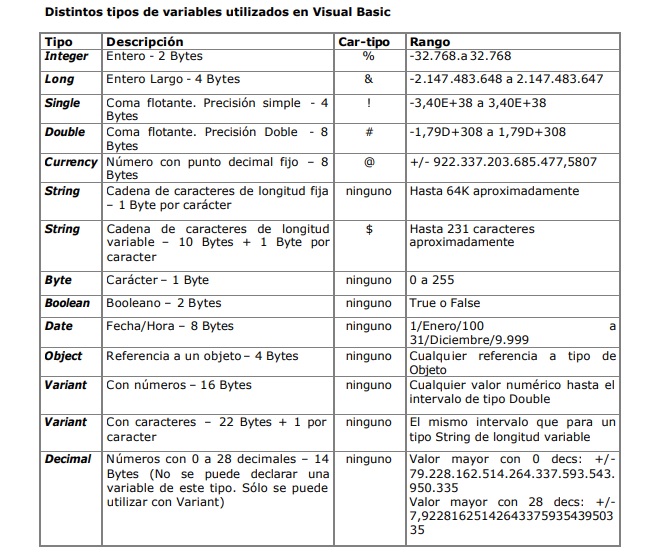 Distintos tipos de variables utilizados en Visual Basic
Tipo Descripción Car-tipo Rango
Integer Entero - 2 Bytes % -32.768.a 32.768
Long Entero Largo - 4 Bytes & -2.147.483.648 a 2.147.483.647
Single Coma flotante. Precisión simple - 4 ! -3,40E+38 a 3,40E+38
Bytes
Double Coma flotante. Precisión Doble - 8 # -1,79D+308 a 1,79D+308
Bytes
Currency Número con punto decimal fijo – 8 @ +/- 922.337.203.685.477,5807
Bytes
String Cadena de caracteres de longitud fija ninguno Hasta 64K aproximadamente
– 1 Byte por carácter
String Cadena de caracteres de longitud $ Hasta 231 caracteres
variable – 10 Bytes + 1 Byte por aproximadamente
caracter
Byte Carácter – 1 Byte ninguno 0 a 255
Boolean Booleano – 2 Bytes ninguno True o False
Date Fecha/Hora – 8 Bytes ninguno 1/Enero/100 a
31/Diciembre/9.999
Object Referencia a un objeto – 4 Bytes ninguno Cualquier referencia a tipo de
Objeto
Variant Con números – 16 Bytes ninguno Cualquier valor numérico hasta el
intervalo de tipo Double
Variant Con caracteres – 22 Bytes + 1 por ninguno El mismo intervalo que para un
caracter tipo String de longitud variable
Decimal Números con 0 a 28 decimales – 14 ninguno Valor mayor con 0 decs: +/-
Bytes (No se puede declarar una 79.228.162.514.264.337.593.543.
variable de este tipo. Sólo se puede 950.335
utilizar con Variant) Valor mayor con 28 decs: +/-
7,92281625142643375935439503
35